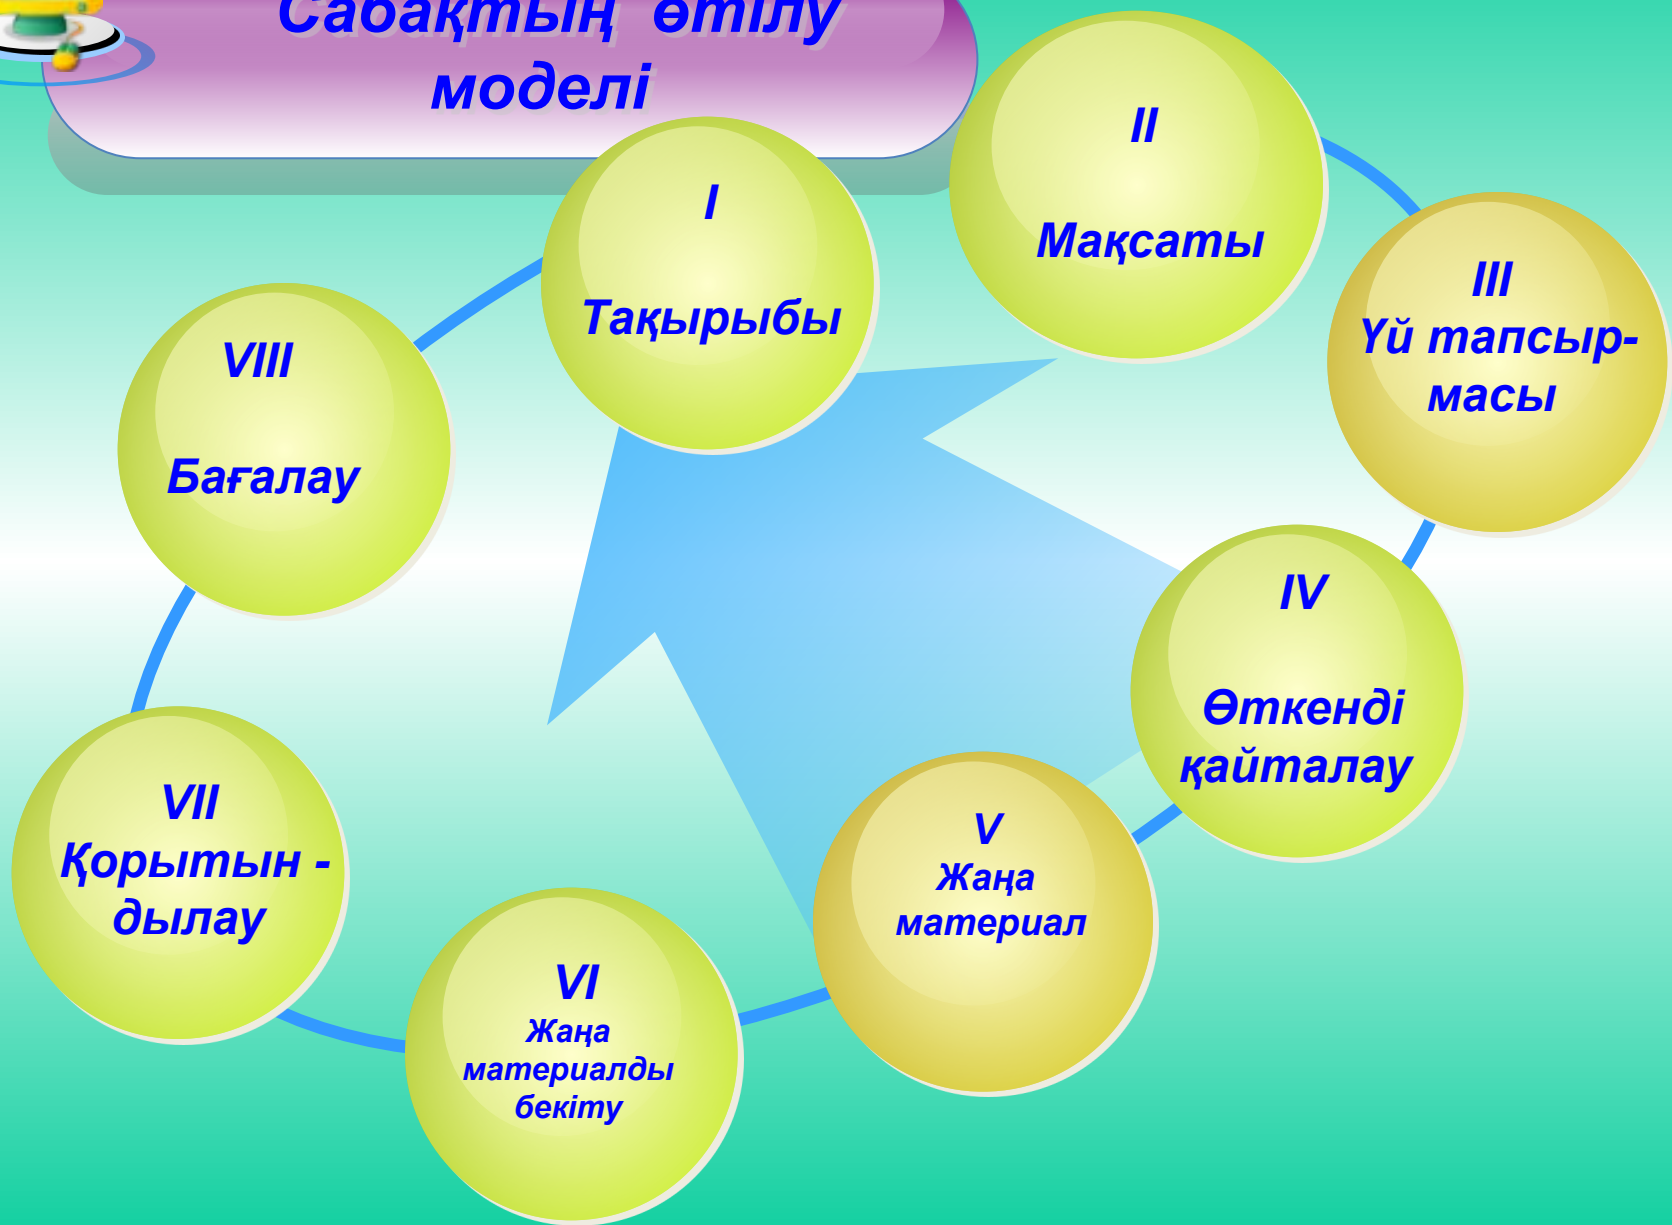 Сабақтың өтілу
моделі
I
Тақырыбы
II
Мақсаты
III
Үй тапсыр-
масы
IV
Өткенді
қайталау
V
Жаңа
материал
VI
Жаңа
материалды
бекіту
VII
Қорытын -
дылау
VIII
Бағалау